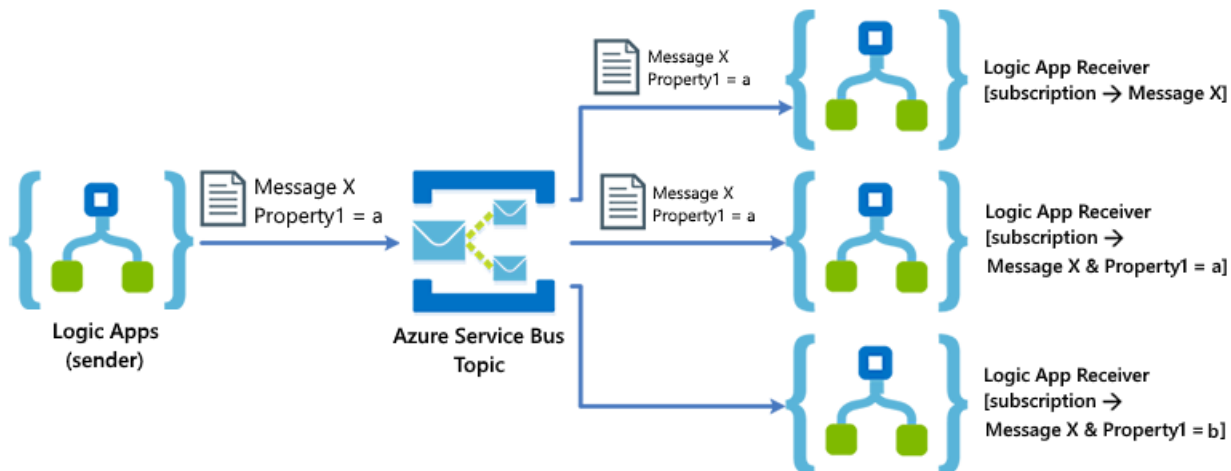 Message X
Property1 = a
Logic App Receiver
[subscription → Message X]
Message X
Property1 = a
Message X
Property1 = a
Logic App Receiver
[subscription →
Message X & Property1 = a]
Logic Apps
(sender)
Azure Service Bus
Topic
Logic App Receiver
[subscription →
Message X & Property1 = b]